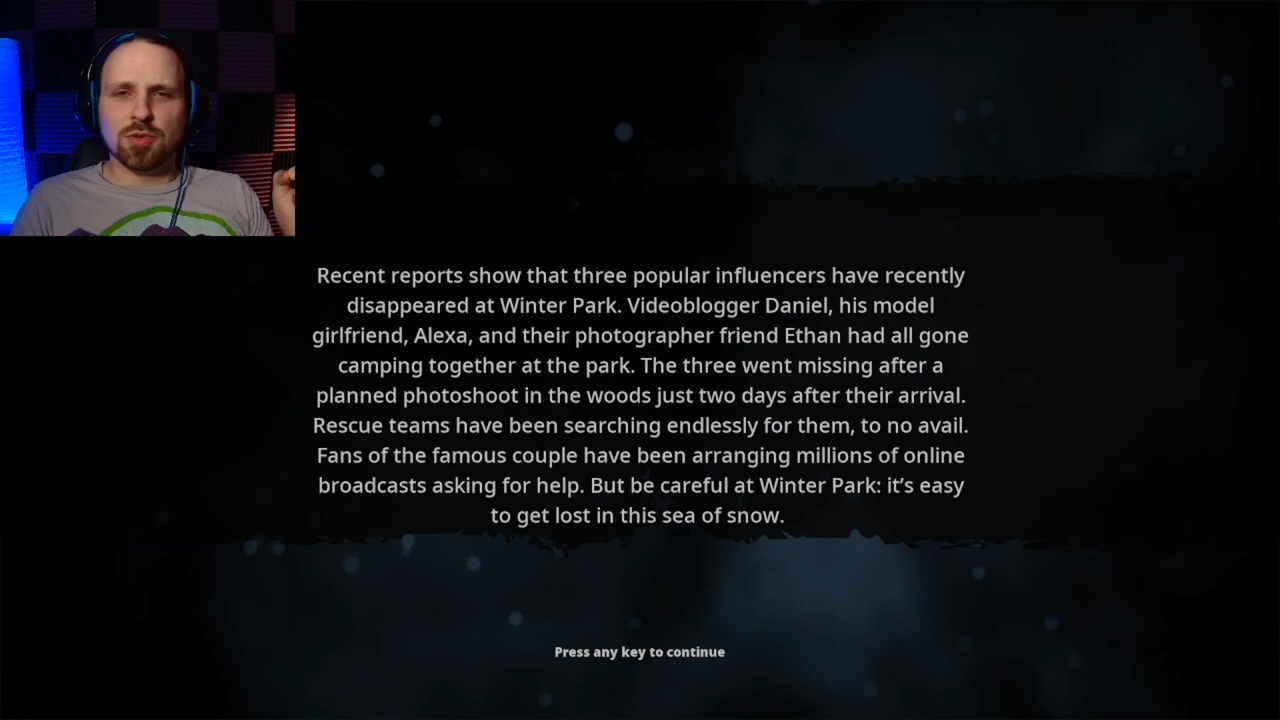 Recent reports show that three popular influencers have recently
disappeared at Winter Park. Videoblogger Daniel, his model
girlfriend, Alexa, and their photographer friend Ethan had all gone
camping together at the park. The three went missing after a
planned photoshoot in the woods just two days after their arrival.
Rescue teams have been searching endlessly for them, to no avail.
Fans of the famous couple have been arranging millions of online
broadcasts asking for help. But be careful at Winter Park: it’s easy
to get lost in this sea of snow.
Press any key to continue